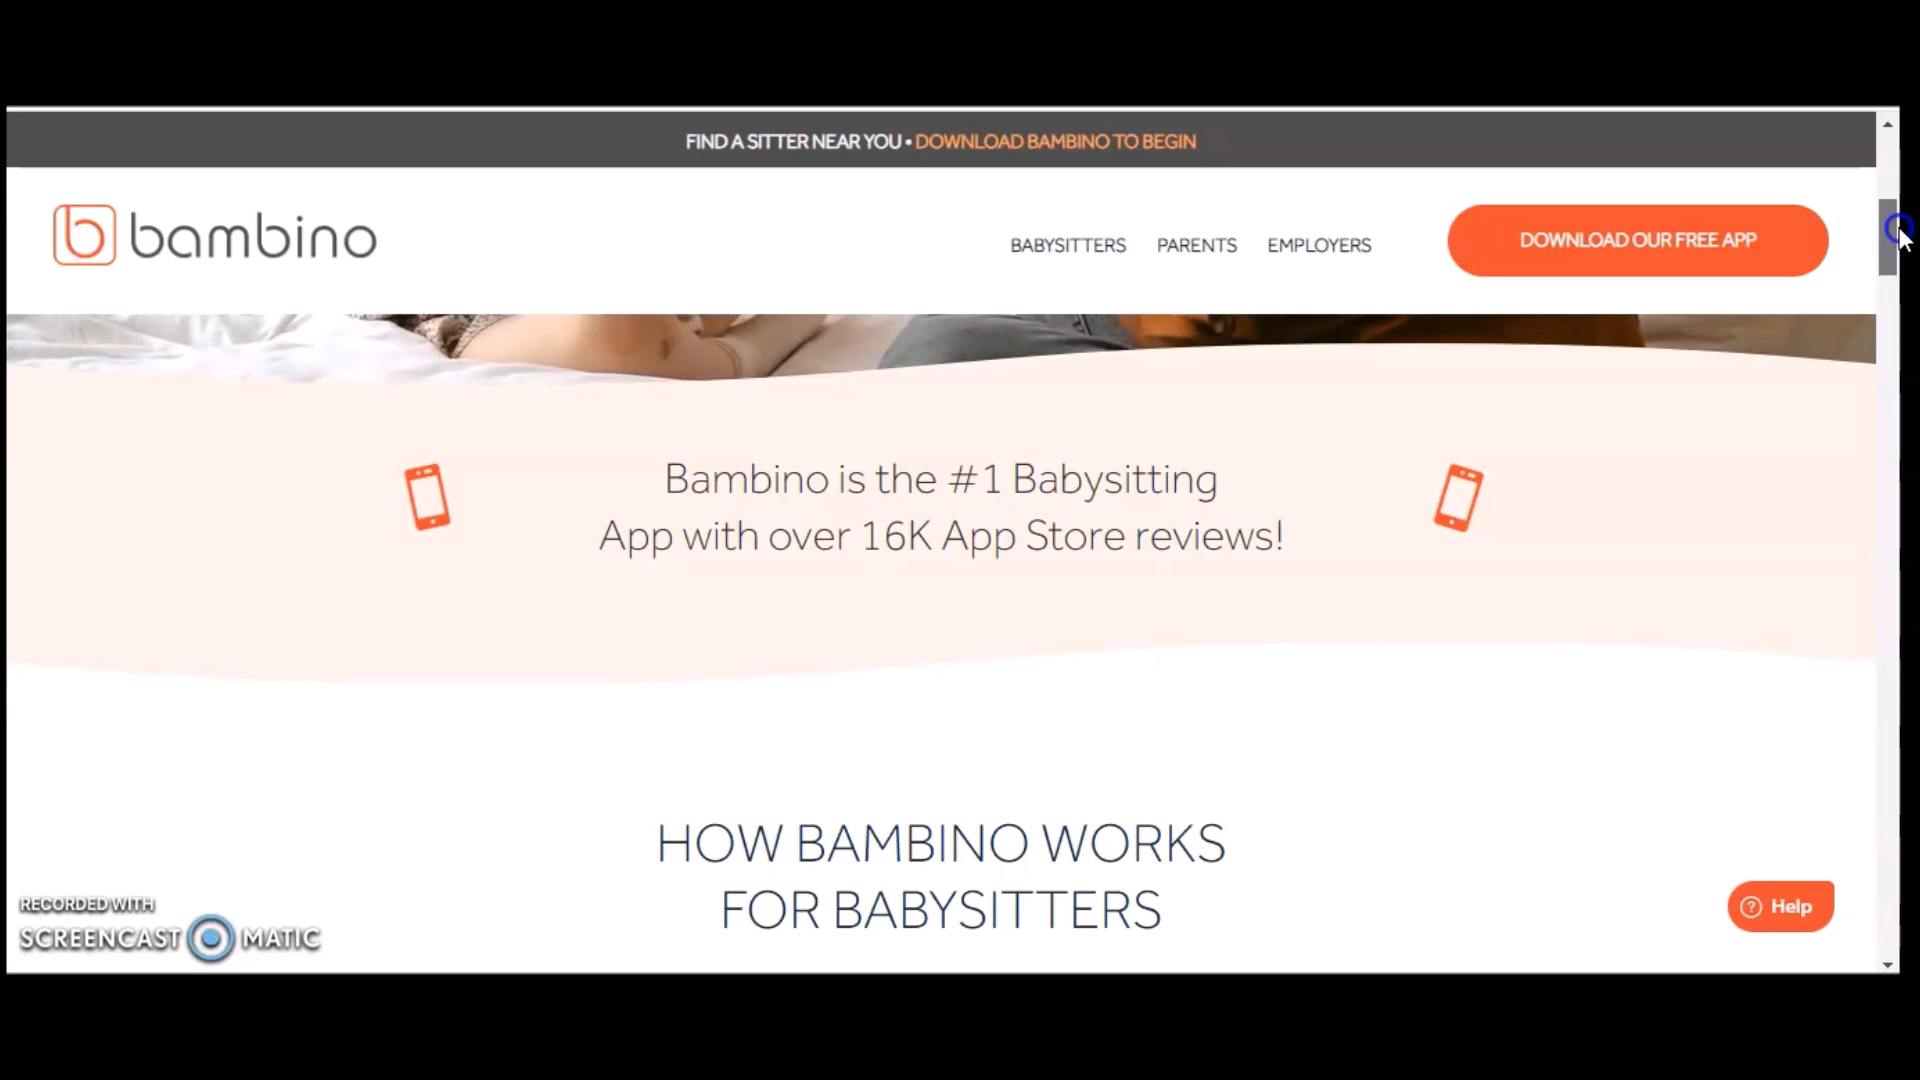 FIND A SITTER NEAR YOU • DOWNLOAD BAMBINO TO BEGIN
b bambino
BABYSITTERS PARENTS EMPLOYERS
DOWNLOAD OUR FREE APP
Bambino is the #1 Babysitting
App with over 16K App Store reviews!
HOW BAMBINO WORKS
FOR BABYSITTERS
? Help
RECORDED WITH
SCREENCAST MATIC